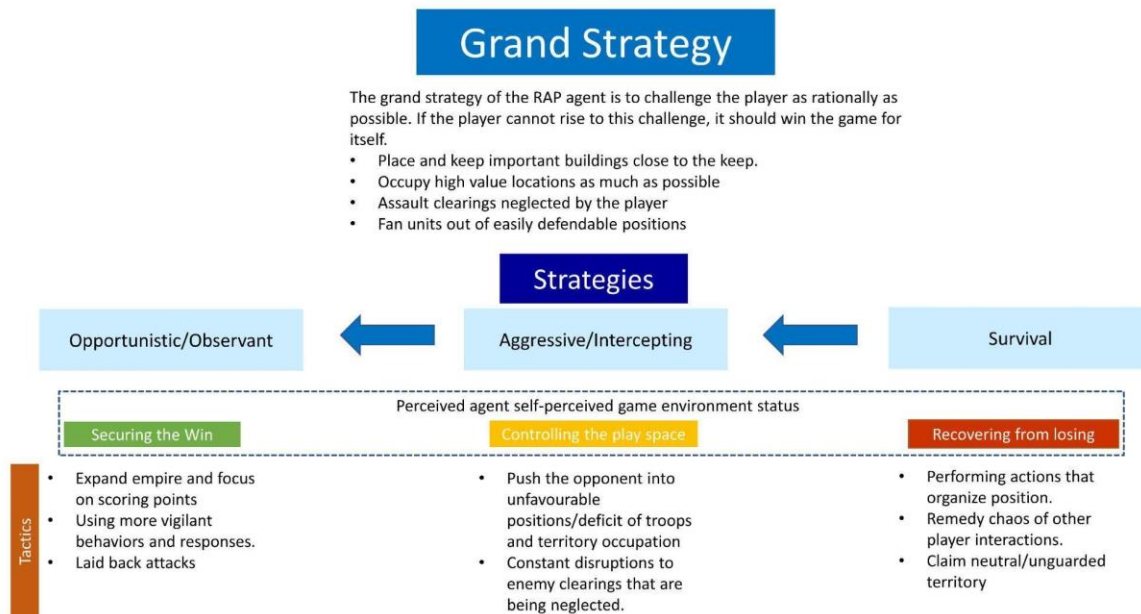 Grand Strategy
The grand strategy of the RAP agent is to challenge the player as rationally as
possible. If the player cannot rise to this challenge, it should win the game for
itself.
• Place and keep important buildings close to the keep.
• Occupy high value locations as much as possible
• Assault clearings neglected by the player
• Fan units out of easily defendable positions
Strategies
Opportunistic/Observant
Aggressive/Intercepting
Survival
Perceived agent self-perceived game environment status
Securing the Win
Controlling the play space
Recovering from losing
Tactics
• Expand empire and focus
on scoring points
• Using more vigilant
behaviors and responses.
• Laid back attacks
• Push the opponent into
unfavourable
positions/deficit of troops
and territory occupation
• Constant disruptions to
enemy clearings that are
being neglected.
• Performing actions that
organize position.
• Remedy chaos of other
player interactions.
• Claim neutral/unguarded
territory